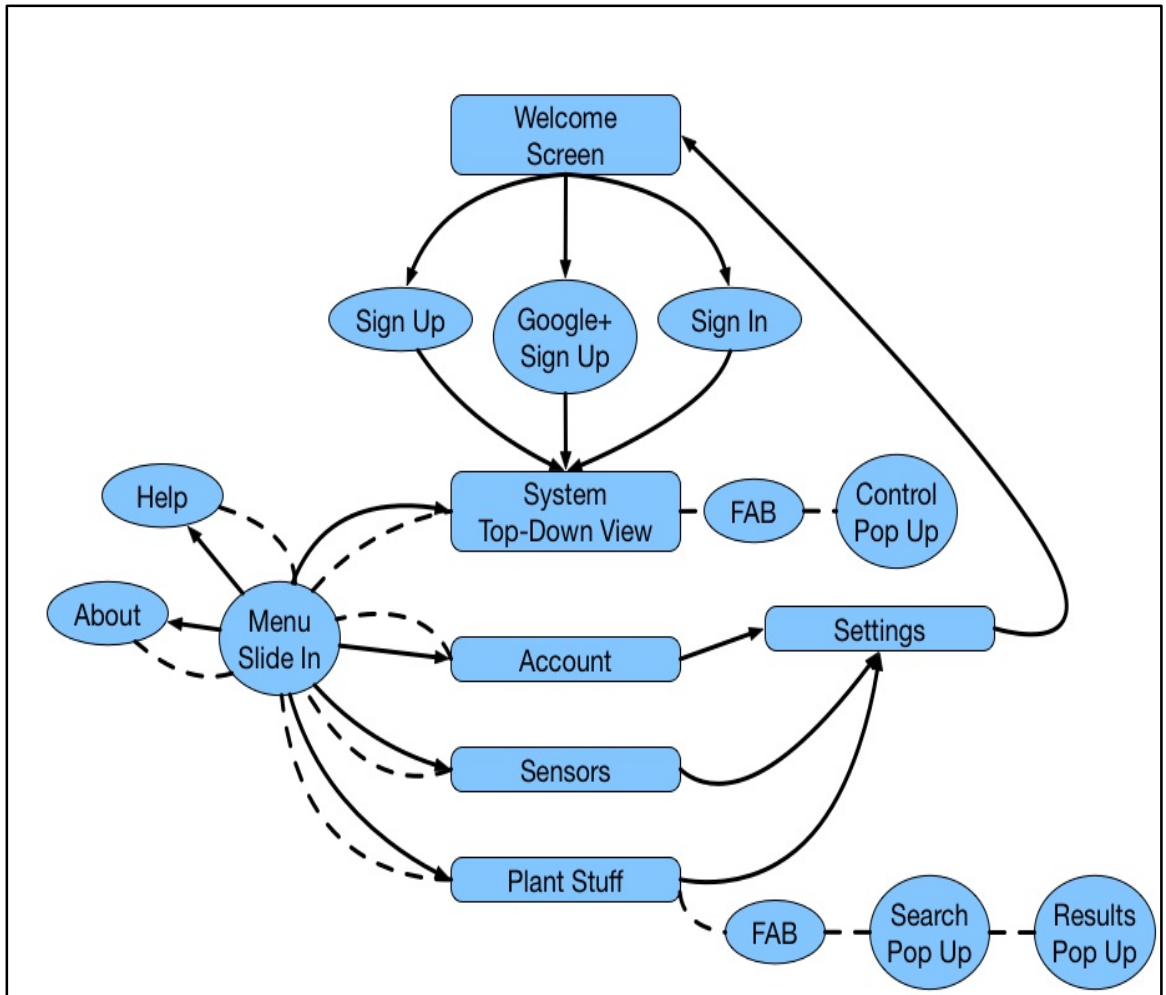 Welcome
Screen
Sign Up
Google+
Sign Up
Sign In
System
Top-Down View
FAB
Control
Pop Up
Help
About
Menu
Slide In
Account
Settings
Sensors
Plant Stuff
FAB
Search
Pop Up
Results
Pop Up